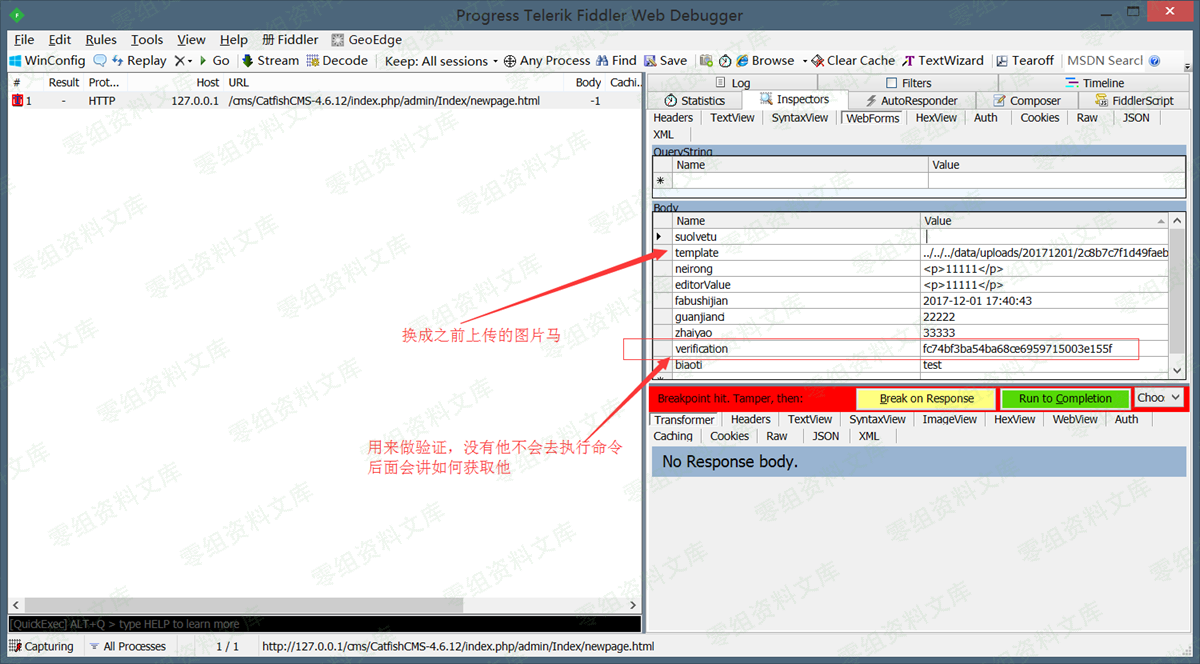 Progress Telerik Fiddler Web Debugger
File Edit Rules Tools View Help 册 Fiddler GeoEdge
WinConfig Replay X Go Stream Decode Keep: All sessions Any Process Find Save Browse Clear Cache TextWizard Tearoff MSDN Search
# Result Prot... Host URL Body Cachi..
1 - HTTP 127.0.0.1 /cms/CatfishCMS-4.6.12/index.php/admin/Index/newpage.html -1
Log Filters Timeline
Statistics Inspectors AutoResponder Composer FiddlerScript
Headers TextView SyntaxView WebForms HexView Auth Cookies Raw JSON
XML
QueryString
Name Value
*
Body
Name Value
suolvetu
template ../../../data/uploads/20171201/2c8b7c7f1d49faeb
neirong <p>11111</p>
editorValue <p>11111</p>
fabushijian 2017-12-01 17:40:43
guanjianci 22222
zhaiyao 33333
verification fc74bf3ba54ba68ce6959715003e155f
biaoti test
换成之前上传的图片马
用来做验证，没有他不会去执行命令
后面会讲如何获取他
Breakpoint hit. Tamper, then: Break on Response Run to Completion Choo
Transformer Headers TextView SyntaxView ImageView HexView WebView Auth
Caching Cookies Raw JSON XML
No Response body.
[QuickExec] ALT+Q > type HELP to learn more
Capturing All Processes 1 / 1 http://127.0.0.1/cms/CatfishCMS-4.6.12/index.php/admin/Index/newpage.html
零组资料文库